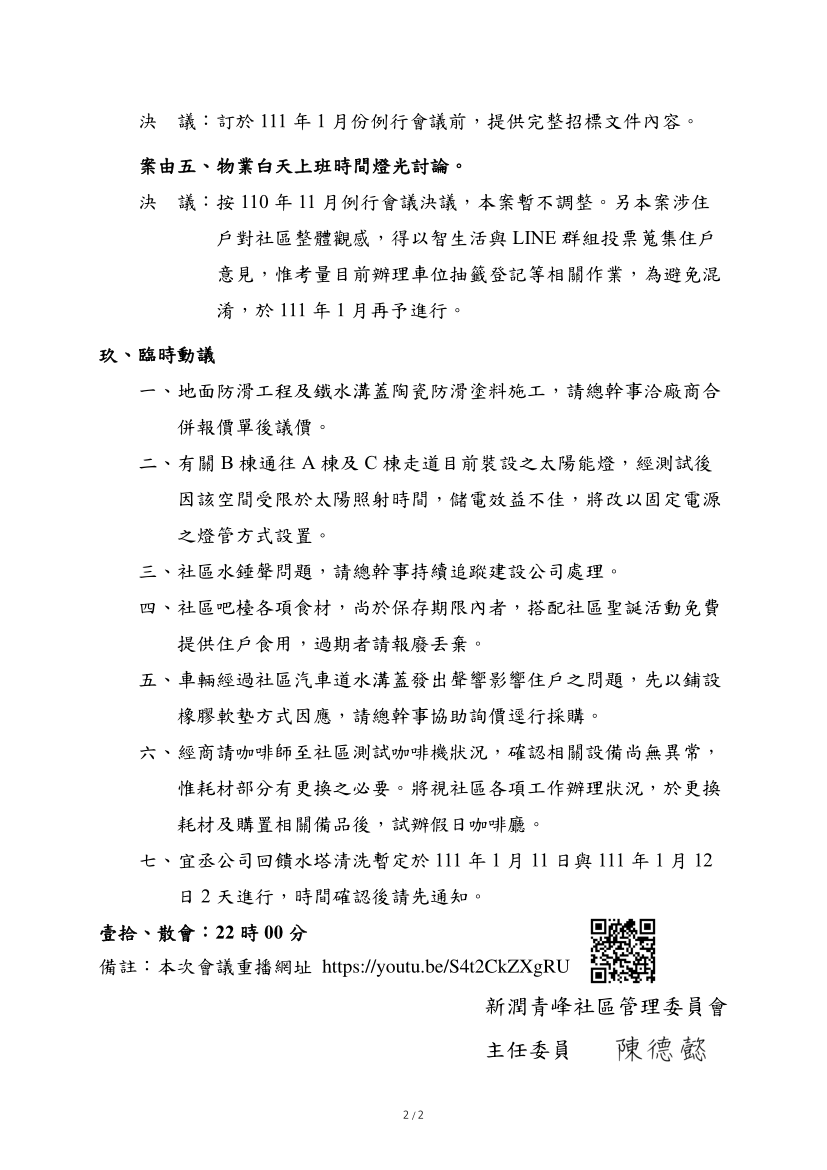 決　議：訂於 111 年 1 月份例行會議前，提供完整招標文件內容。
案由五、物業白天上班時間燈光討論。
決　議：按 110 年 11 月例行會議決議，本案暫不調整。另本案涉住
戶對社區整體觀感，得以智生活與 LINE 群組投票蒐集住戶
意見，惟考量目前辦理車位抽籤登記等相關作業，為避免混
淆，於 111 年 1 月再予進行。
玖、臨時動議
一、地面防滑工程及鐵水溝蓋陶瓷防滑塗料施工，請總幹事洽廠商合
併報價單後議價。
二、有關 B 棟通往 A 棟及 C 棟走道目前裝設之太陽能燈，經測試後
因該空間受限於太陽照射時間，儲電效益不佳，將改以固定電源
之燈管方式設置。
三、社區水錘聲問題，請總幹事持續追蹤建設公司處理。
四、社區吧檯各項食材，尚於保存期限內者，搭配社區聖誕活動免費
提供住戶食用，過期者請報廢丟棄。
五、車輛經過社區汽車道水溝蓋發出聲響影響住戶之問題，先以鋪設
橡膠軟墊方式因應，請總幹事協助詢價逕行採購。
六、經商請咖啡師至社區測試咖啡機狀況，確認相關設備尚無異常，
惟耗材部分有更換之必要。將視社區各項工作辦理狀況，於更換
耗材及購置相關備品後，試辦假日咖啡廳。
七、宜丞公司回饋水塔清洗暫定於 111 年 1 月 11 日與 111 年 1 月 12
日 2 天進行，時間確認後請先通知。
壹拾、散會：22 時 00 分
備註：本次會議重播網址 https://youtu.be/S4t2CkZXgRU
新潤青峰社區管理委員會
主任委員　陳德懿
2 / 2